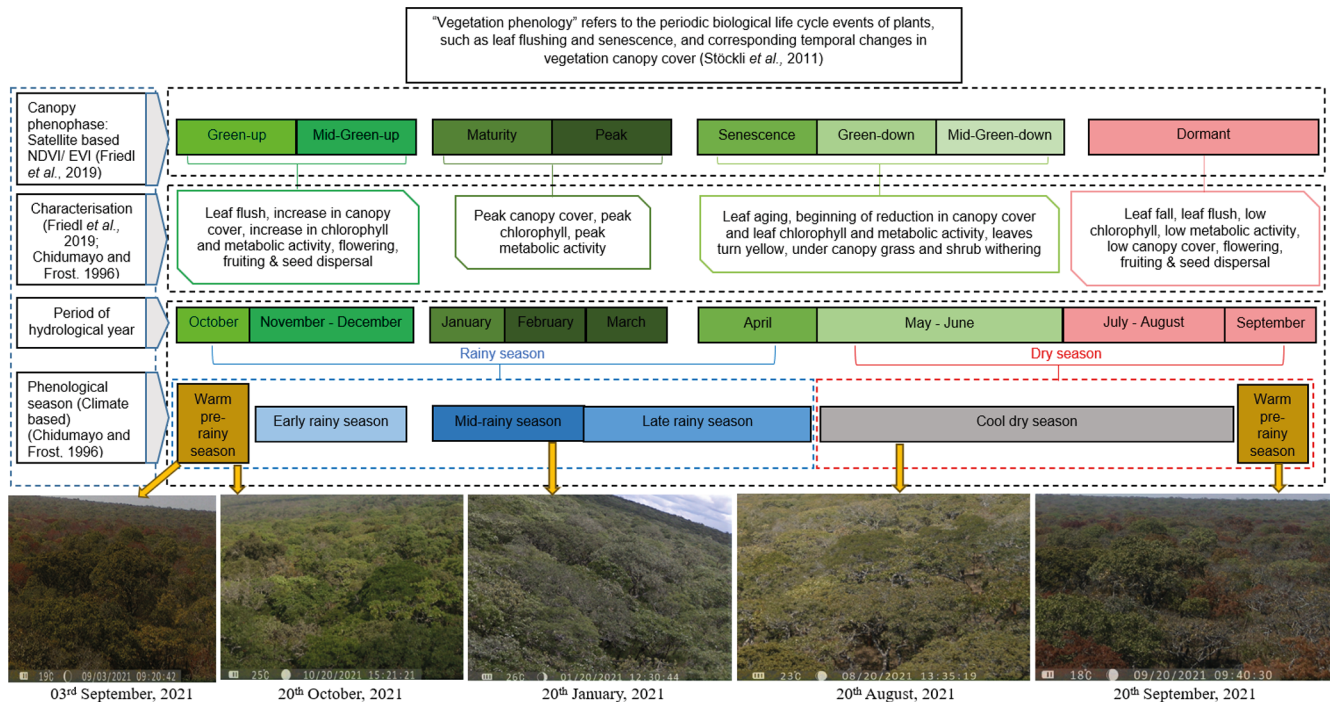 “Vegetation phenology” refers to the periodic biological life cycle events of plants,
such as leaf flushing and senescence, and corresponding temporal changes in
vegetation canopy cover (Stöckli et al., 2011)
Canopy
phenophase:
Satellite based
NDVI/ EVI (Friedl
et al., 2019)
Green-up
Mid-Green-up
Maturity
Peak
Senescence
Green-down
Mid-Green-down
Dormant
Characterisation
(Friedl et al.,
2019;
Chidumayo and
Frost. 1996)
Leaf flush, increase in canopy
cover, increase in chlorophyll
and metabolic activity, flowering,
fruiting & seed dispersal
Peak canopy cover, peak
chlorophyll, peak
metabolic activity
Leaf aging, beginning of reduction in canopy cover
and leaf chlorophyll and metabolic activity, leaves
turn yellow, under canopy grass and shrub withering
Leaf fall, leaf flush, low
chlorophyll, low metabolic activity,
low canopy cover, flowering,
fruiting & seed dispersal
Period of
hydrological year
October
November - December
January
February
March
April
May - June
July - August
September
Rainy season
Dry season
Phenological
season (Climate
based)
(Chidumayo and
Frost. 1996)
Warm
pre-
rainy
season
Early rainy season
Mid-rainy season
Late rainy season
Cool dry season
Warm
pre-
rainy
season
19C 09/03/2021 09:20:42
25C 10/20/2021 15:21:21
26C 01/20/2021 12:30:44
23C 08/20/2021 13:35:19
18C 09/20/2021 09:40:30
03rd September, 2021
20th October, 2021
20th January, 2021
20th August, 2021
20th September, 2021